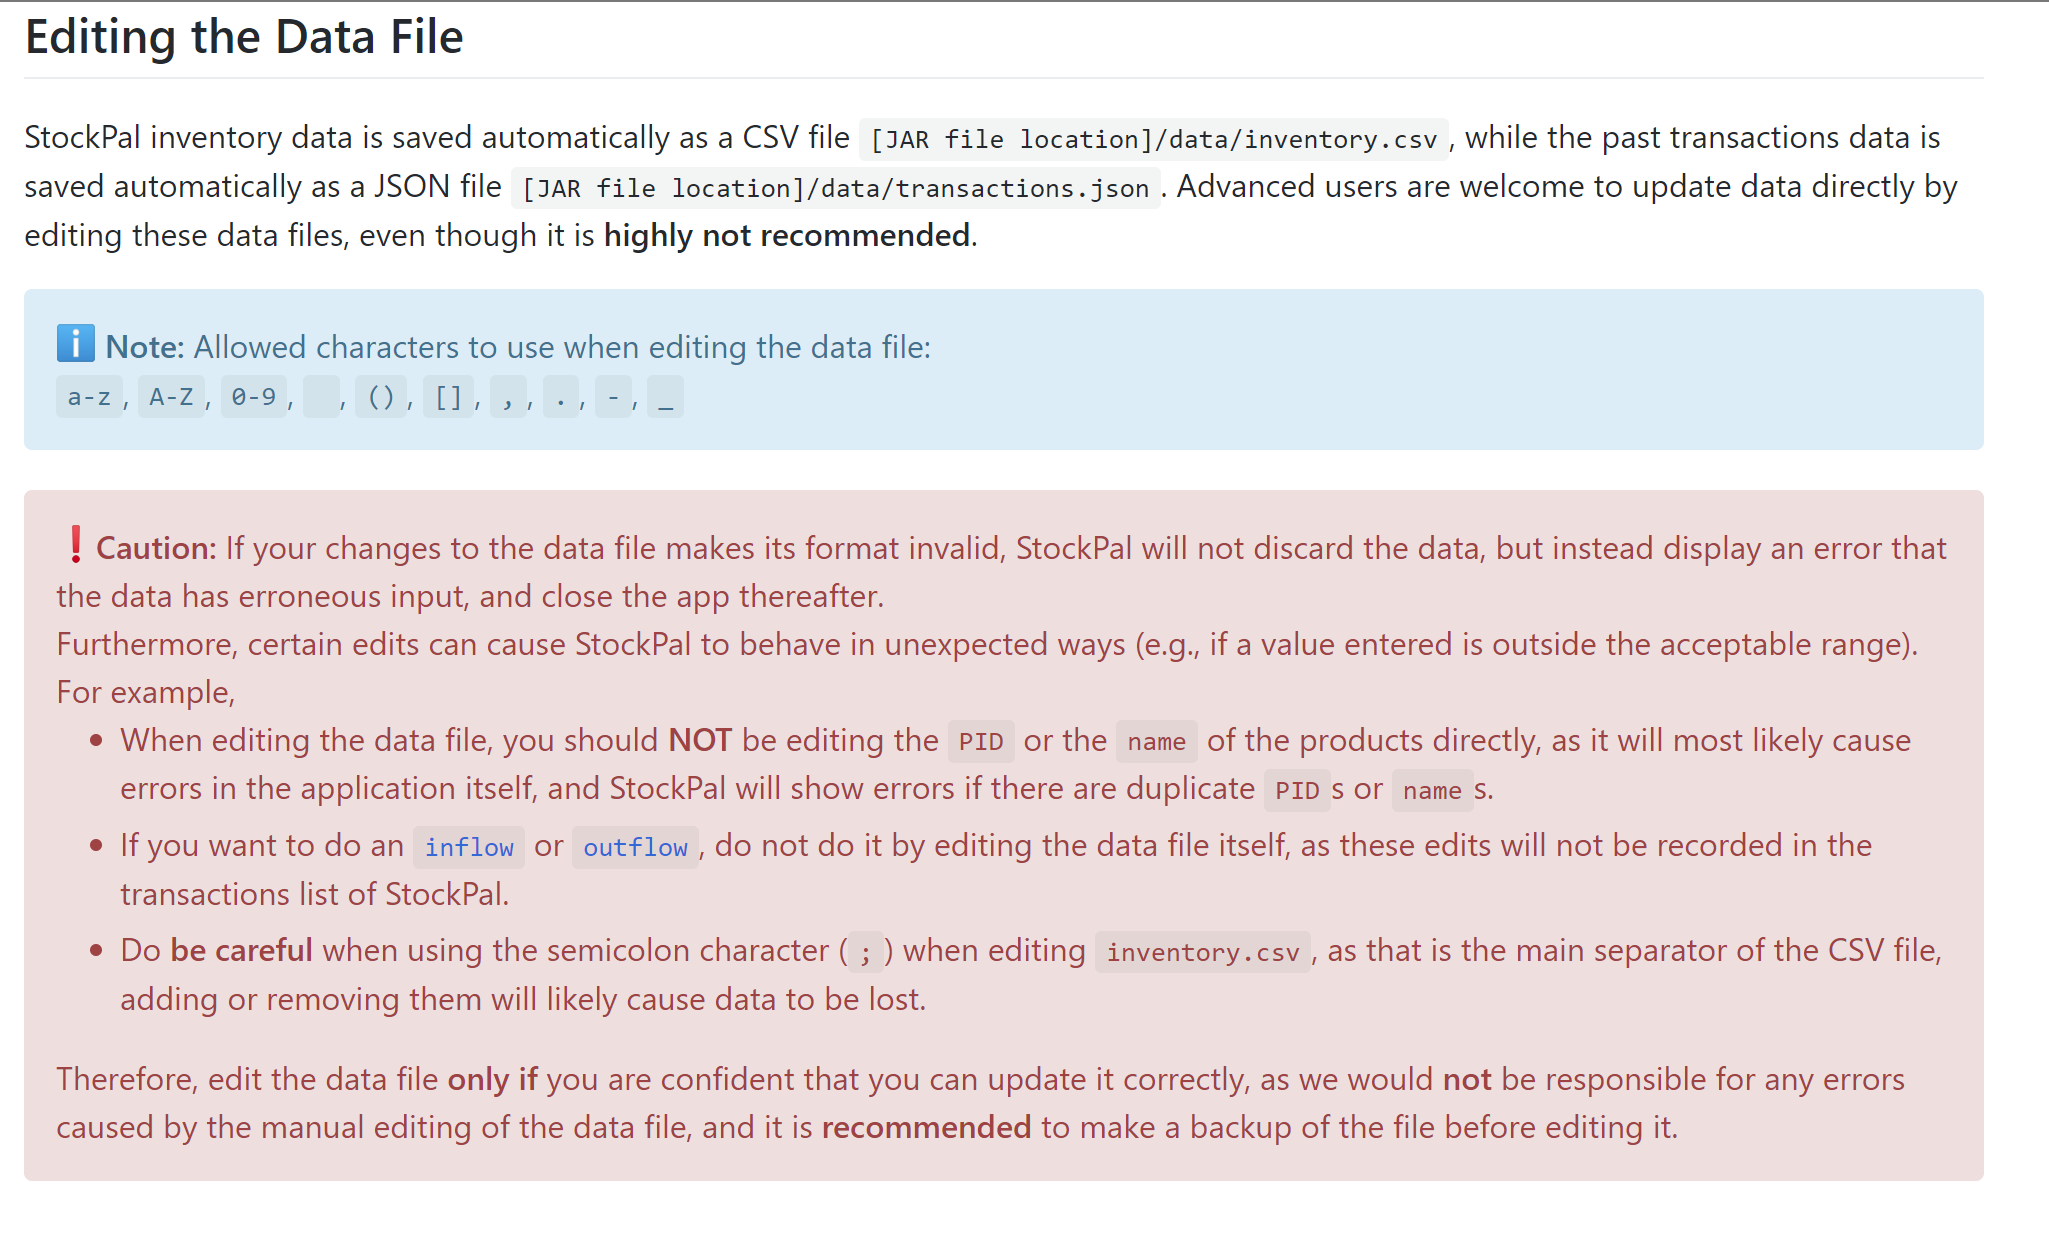 Editing the Data File
StockPal inventory data is saved automatically as a CSV file [JAR file location]/data/inventory.csv, while the past transactions data is
saved automatically as a JSON file [JAR file location]/data/transactions.json. Advanced users are welcome to update data directly by
editing these data files, even though it is highly not recommended.
ℹ️ Note: Allowed characters to use when editing the data file:
a-z, A-Z, 0-9,  , (), [], ,, ., -, _
❗Caution: If your changes to the data file makes its format invalid, StockPal will not discard the data, but instead display an error that
the data has erroneous input, and close the app thereafter.
Furthermore, certain edits can cause StockPal to behave in unexpected ways (e.g., if a value entered is outside the acceptable range).
For example,
• When editing the data file, you should NOT be editing the PID or the name of the products directly, as it will most likely cause
errors in the application itself, and StockPal will show errors if there are duplicate PIDs or names.
• If you want to do an inflow or outflow, do not do it by editing the data file itself, as these edits will not be recorded in the
transactions list of StockPal.
• Do be careful when using the semicolon character (;) when editing inventory.csv, as that is the main separator of the CSV file,
adding or removing them will likely cause data to be lost.
Therefore, edit the data file only if you are confident that you can update it correctly, as we would not be responsible for any errors
caused by the manual editing of the data file, and it is recommended to make a backup of the file before editing it.